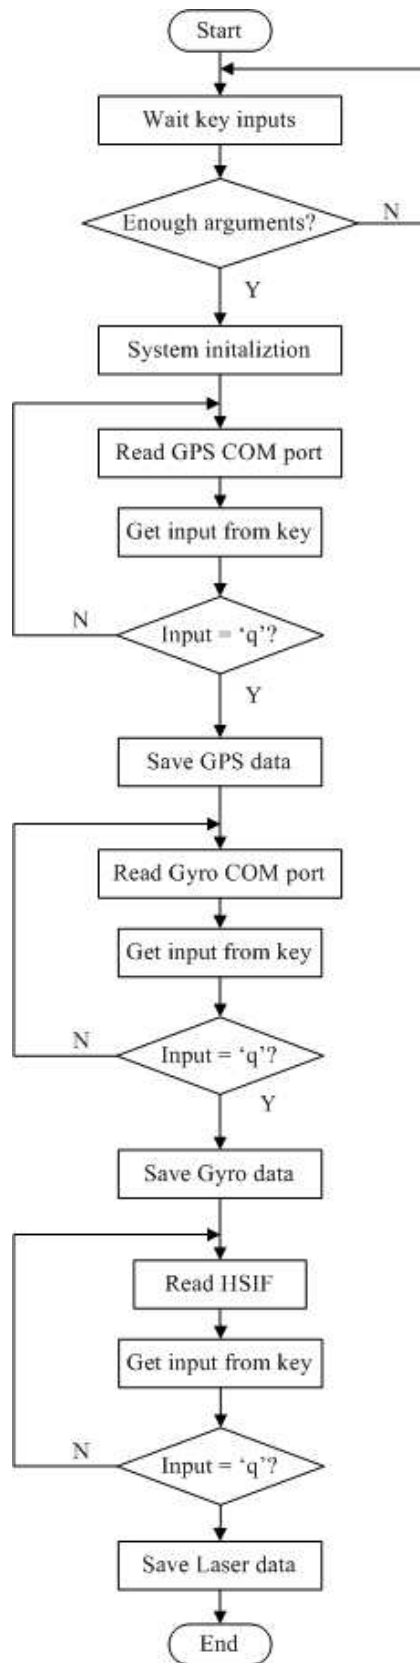 Start
Wait key inputs
Enough arguments?
N
Y
System initaliztion
Read GPS COM port
Get input from key
N
Input = ‘q’?
Y
Save GPS data
Read Gyro COM port
Get input from key
N
Input = ‘q’?
Y
Save Gyro data
Read HSIF
Get input from key
N
Input = ‘q’?
Save Laser data
End